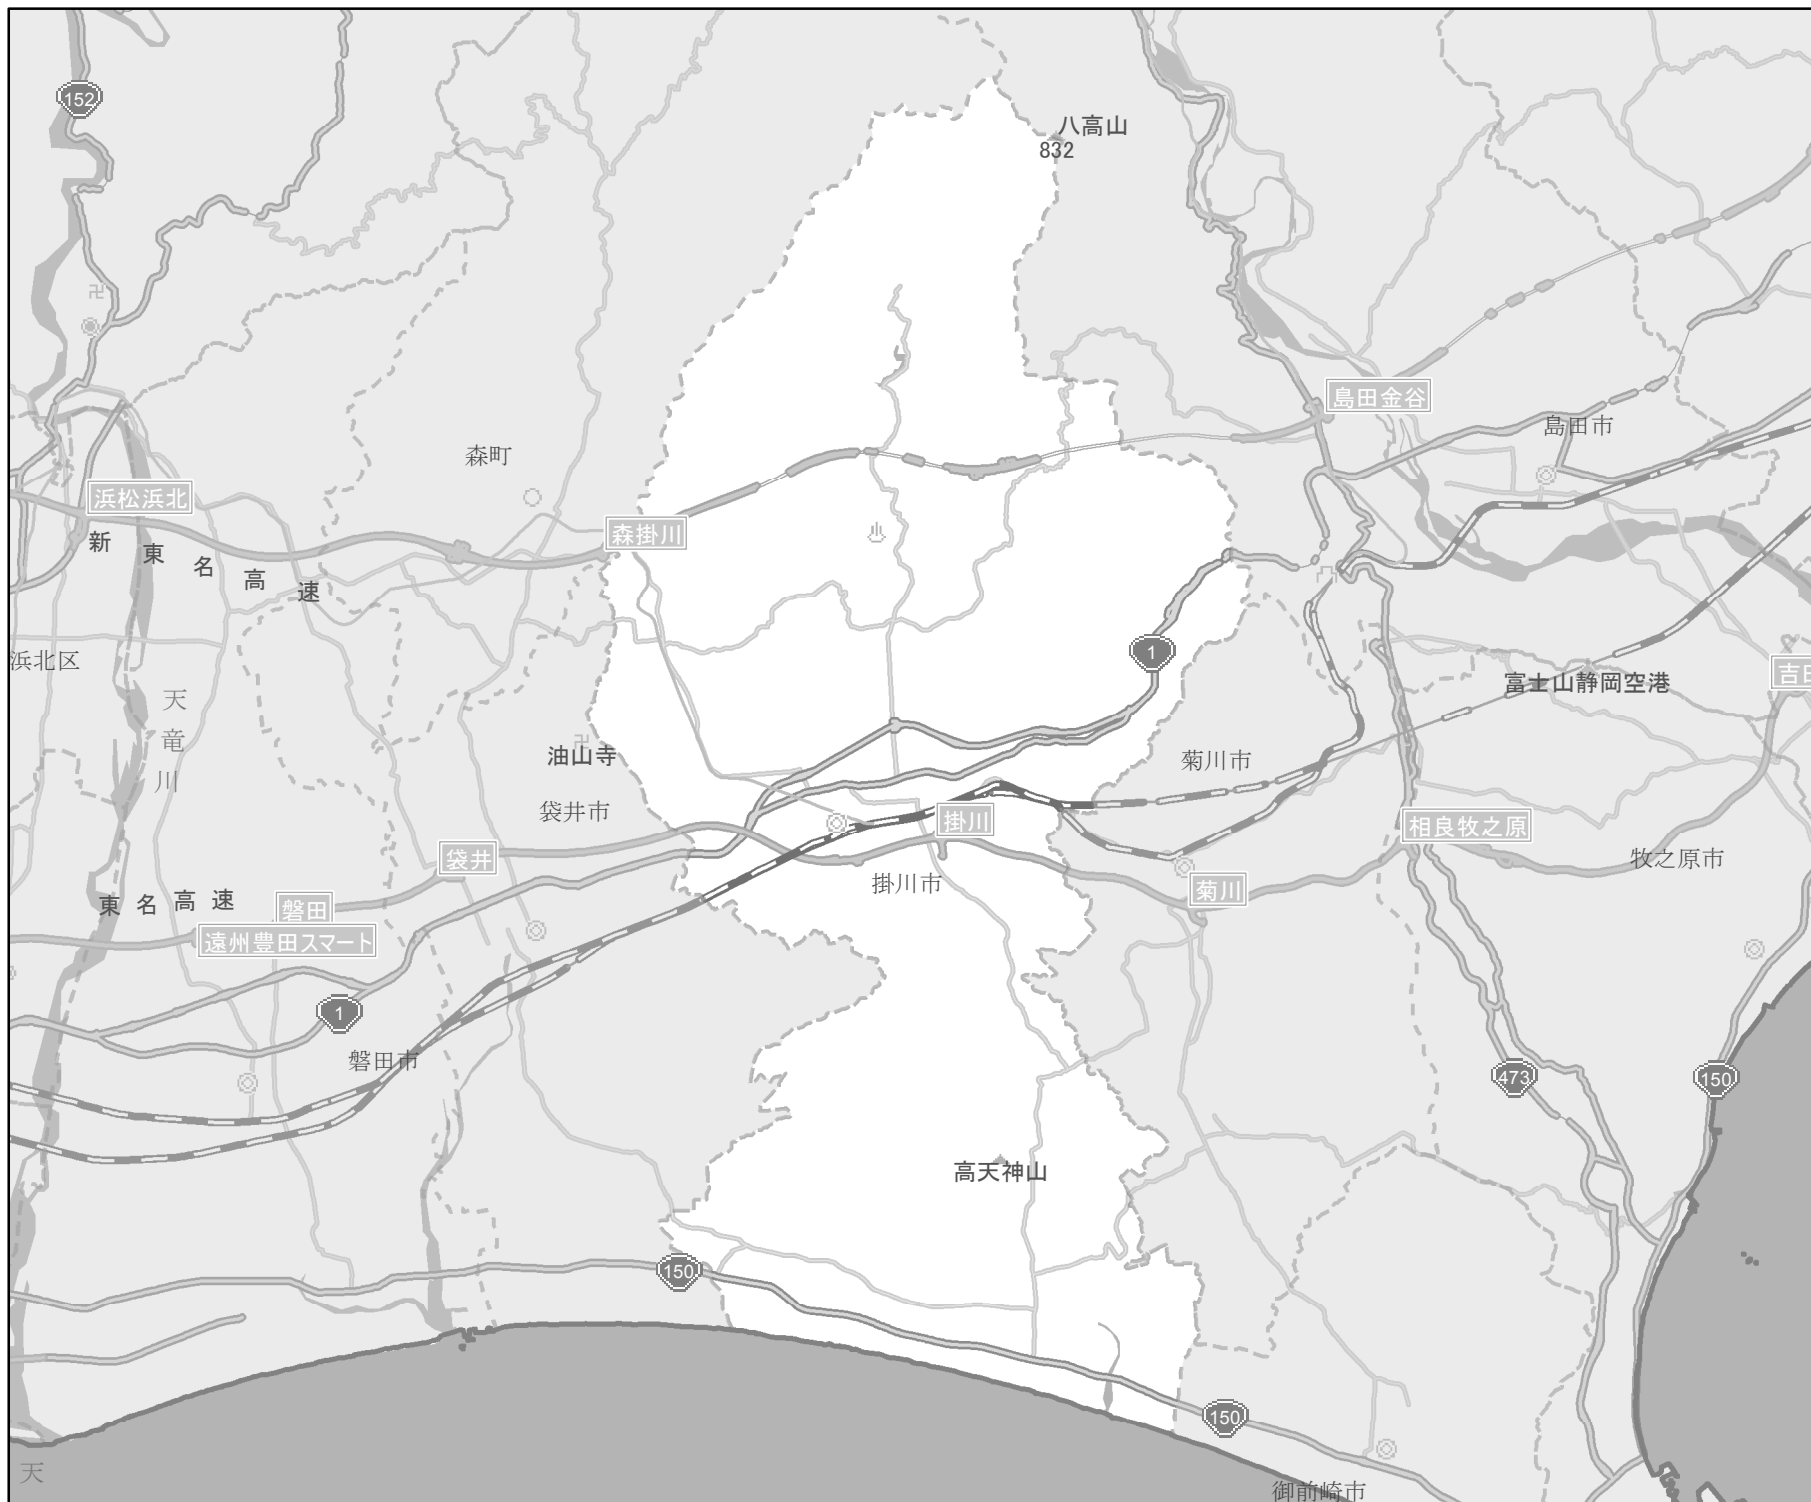 152
八高山
832
島田金谷
島田市
森町
浜松浜北
森掛川
新東名高速
1
浜北区
富士山静岡空港
吉田
天竜川
油山寺
菊川市
袋井市
掛川
相良牧之原
袋井
牧之原市
掛川市
菊川
東名高速
磐田
遠州豊田スマート
1
磐田市
473
150
高天神山
150
150
天
御前崎市